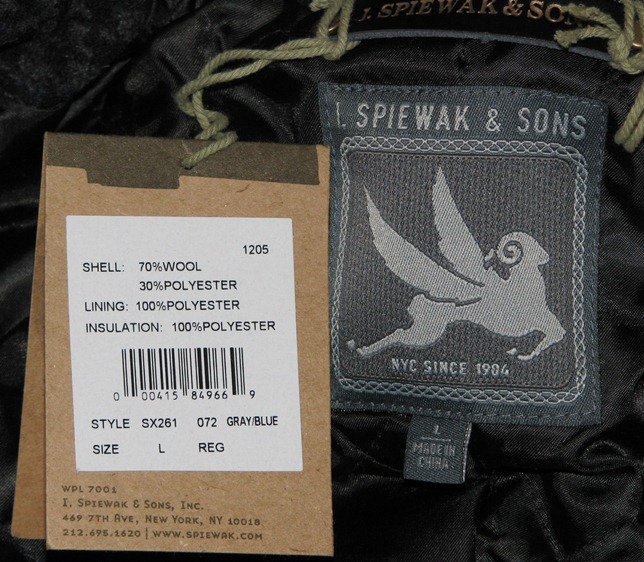 I. SPIEWAK & SONS
I. SPIEWAK & SONS
NYC SINCE 1904
L
MADE IN
CHINA
1205
SHELL: 70%WOOL
30%POLYESTER
LINING: 100%POLYESTER
INSULATION: 100%POLYESTER
0 00415 84966 9
STYLE SX261 072 GRAY/BLUE
SIZE L REG
WPL 7001
I. SPIEWAK & SONS, INC.
469 7TH AVE, NEW YORK, NY 10018
212.695.1620 | WWW.SPIEWAK.COM